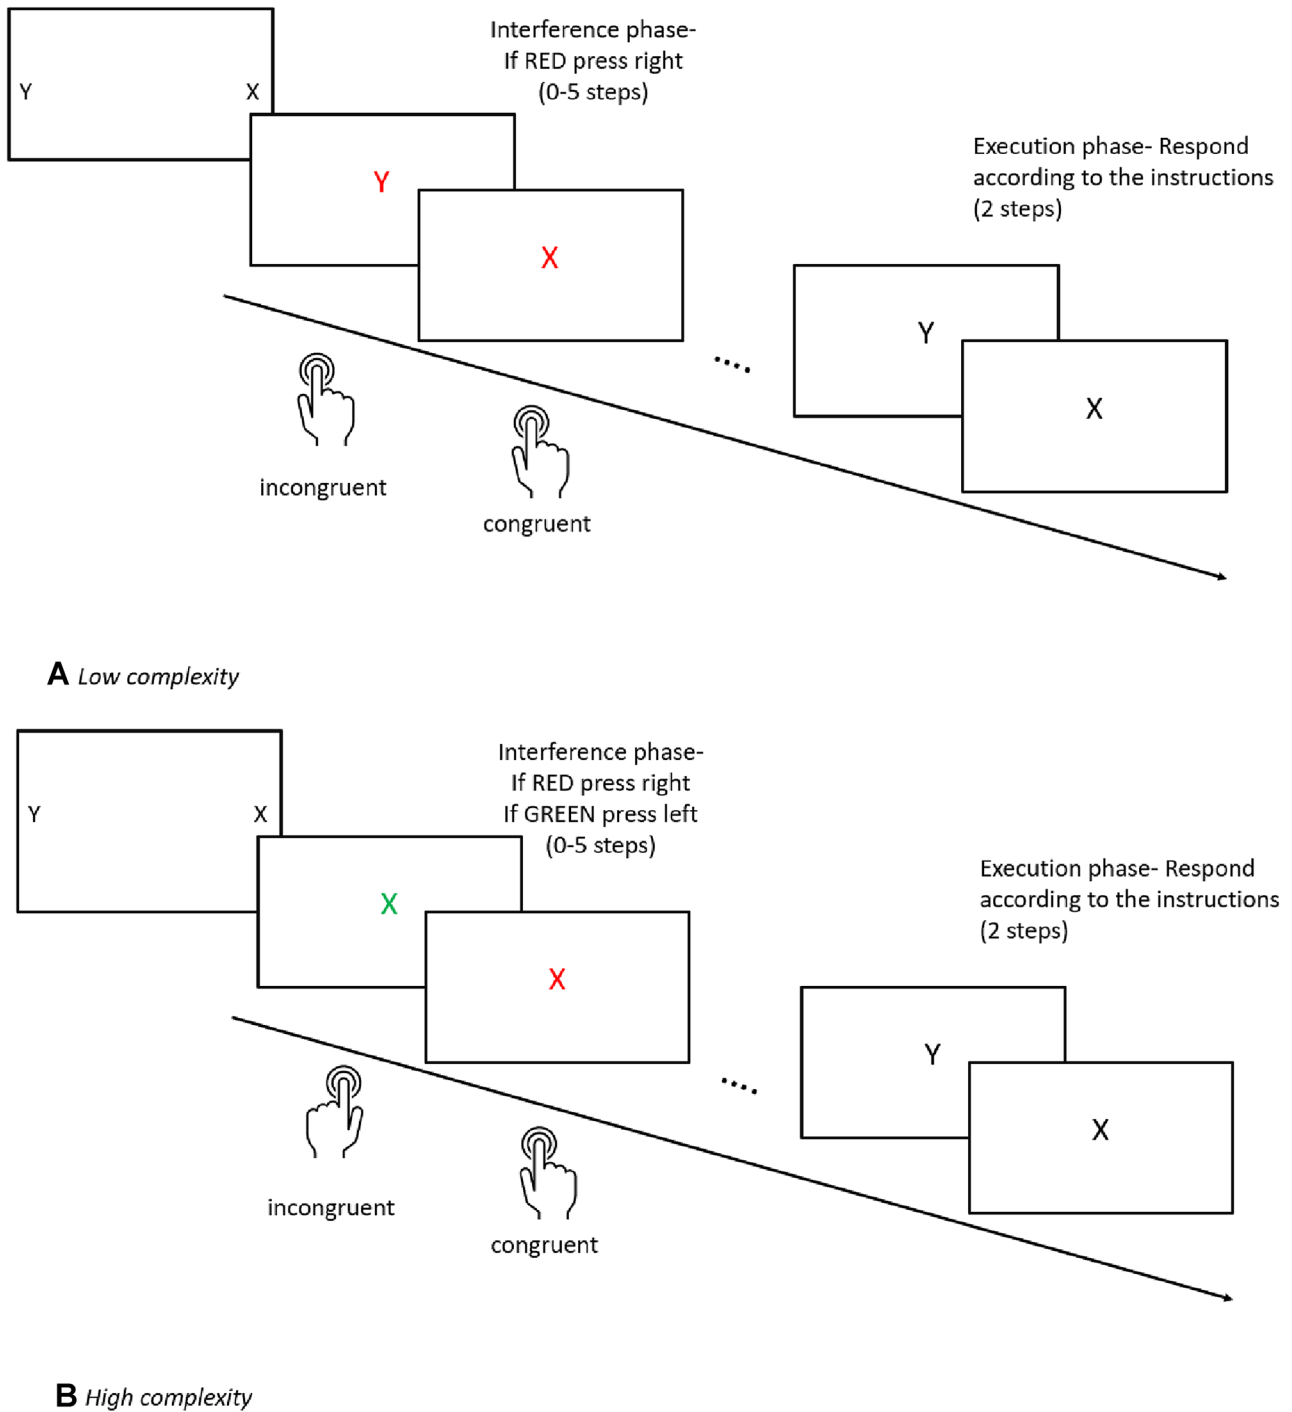 Interference phase-
If RED press right
(0-5 steps)
Y X
Execution phase- Respond
according to the instructions
(2 steps)
Y
X
Y
X
....
incongruent
congruent
A Low complexity
Interference phase-
If RED press right
If GREEN press left
(0-5 steps)
Y X
Execution phase- Respond
according to the instructions
(2 steps)
X
X
Y
X
....
incongruent
congruent
B High complexity